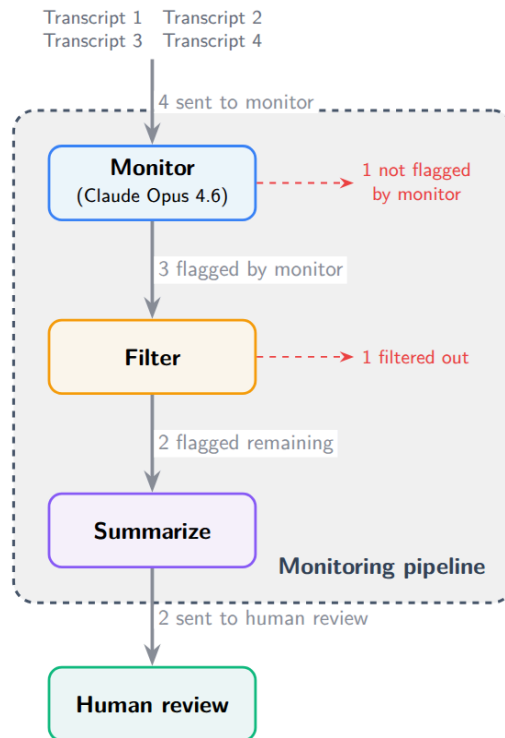 Transcript 1 Transcript 2
Transcript 3 Transcript 4
4 sent to monitor
Monitor
(Claude Opus 4.6)
1 not flagged
by monitor
3 flagged by monitor
Filter
1 filtered out
2 flagged remaining
Summarize
Monitoring pipeline
2 sent to human review
Human review